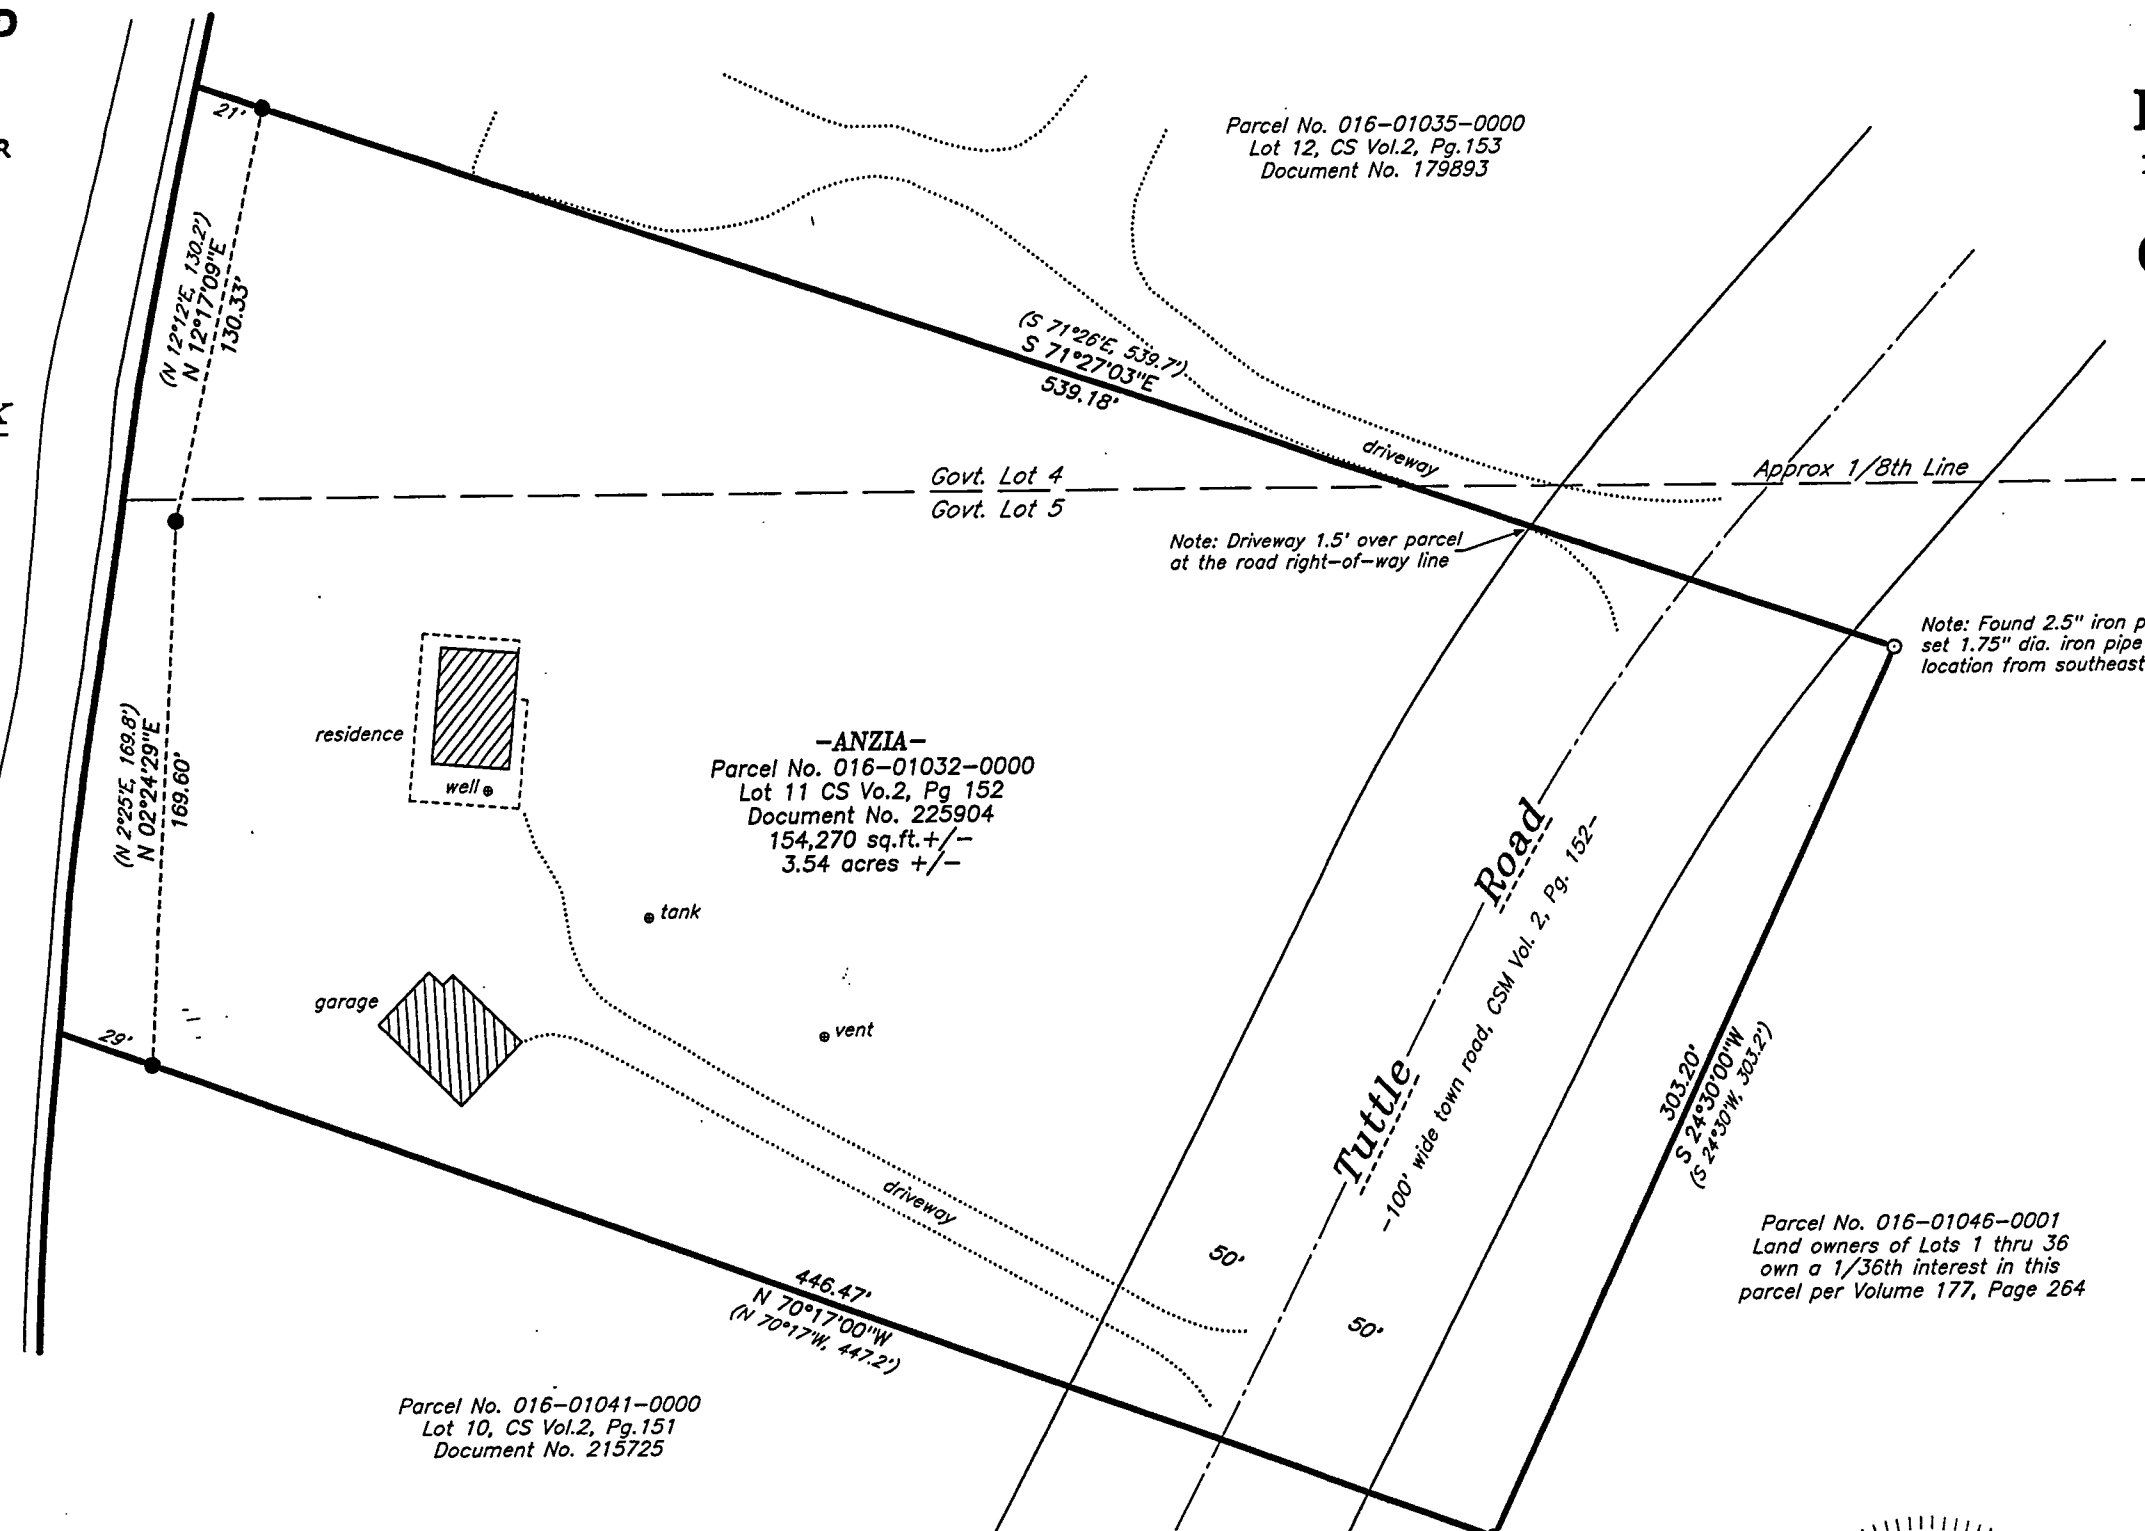 21'
Parcel No. 016-01035-0000
Lot 12, CS Vol.2, Pg.153
Document No. 179893
(N 12°12'E, 130.2')
N 12°17'09"E
130.33'
(S 71°26'E, 539.7')
S 71°27'03"E
539.18'
driveway
Govt. Lot 4
Govt. Lot 5
Approx 1/8th Line
Note: Driveway 1.5' over parcel
at the road right-of-way line
Note: Found 2.5" iron p
set 1.75" dia. iron pipe
location from southeast
residence
well
(N 2°25'E, 169.8')
N 02°24'29"E
169.60'
-ANZIA-
Parcel No. 016-01032-0000
Lot 11 CS Vo.2, Pg 152
Document No. 225904
154,270 sq.ft.+/-
3.54 acres +/-
tank
vent
garage
29'
Tuttle Road
-100' wide town road, CSM Vol. 2, Pg. 152-
303.20'
S 24°30'00"W
(S 24°30'W, 303.2')
driveway
50'
50'
446.47'
N 70°17'00"W
(N 70°17'W, 447.2')
Parcel No. 016-01046-0001
Land owners of Lots 1 thru 36
own a 1/36th interest in this
parcel per Volume 177, Page 264
Parcel No. 016-01041-0000
Lot 10, CS Vol.2, Pg.151
Document No. 215725